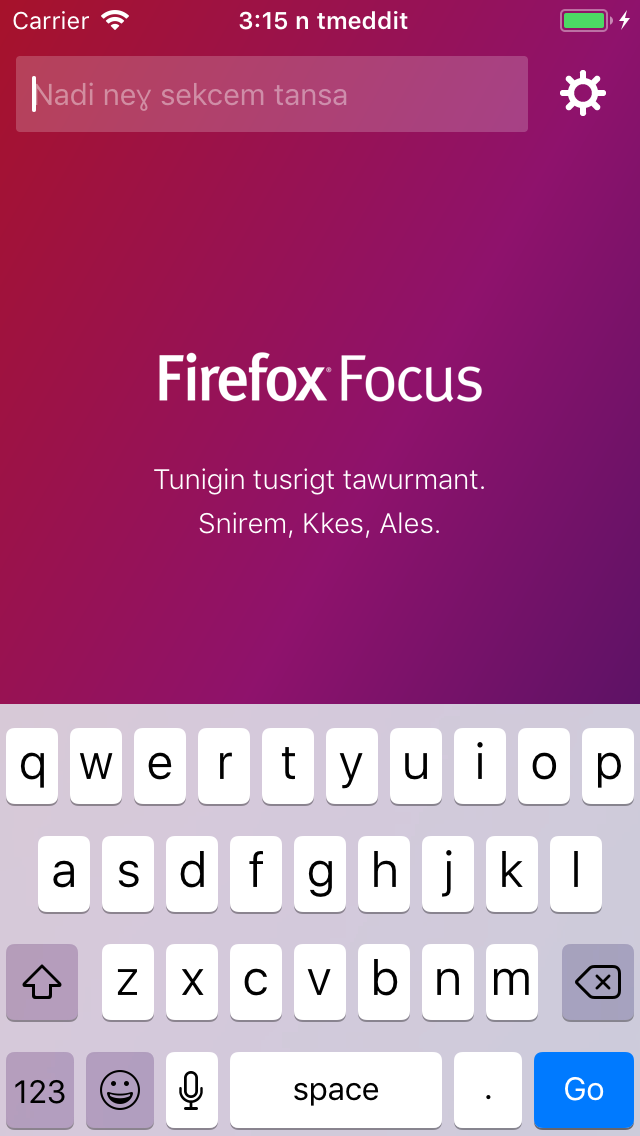 Carrier 3:15 n tmeddit
Nadi neɣ sekcem tansa
Firefox® Focus
Tunigin tusrigt tawurmant.
Snirem, Kkes, Ales.
q w e r t y u i o p
a s d f g h j k l
z x c v b n m
123 space . Go